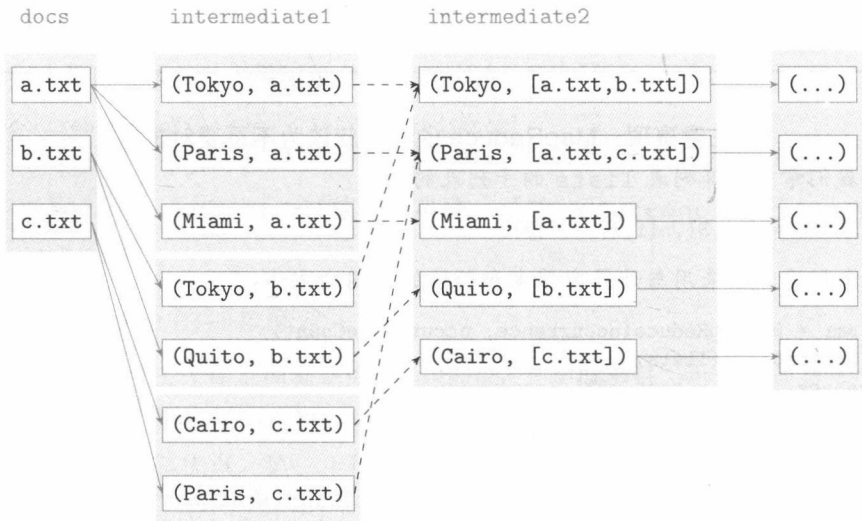 docs intermediate1 intermediate2
a.txt (Tokyo, a.txt) (Tokyo, [a.txt,b.txt]) (...)
b.txt (Paris, a.txt) (Paris, [a.txt,c.txt]) (...)
c.txt (Miami, a.txt) (Miami, [a.txt]) (...)
(Tokyo, b.txt) (Quito, [b.txt]) (...)
(Quito, b.txt) (Cairo, [c.txt]) (...)
(Cairo, c.txt)
(Paris, c.txt)